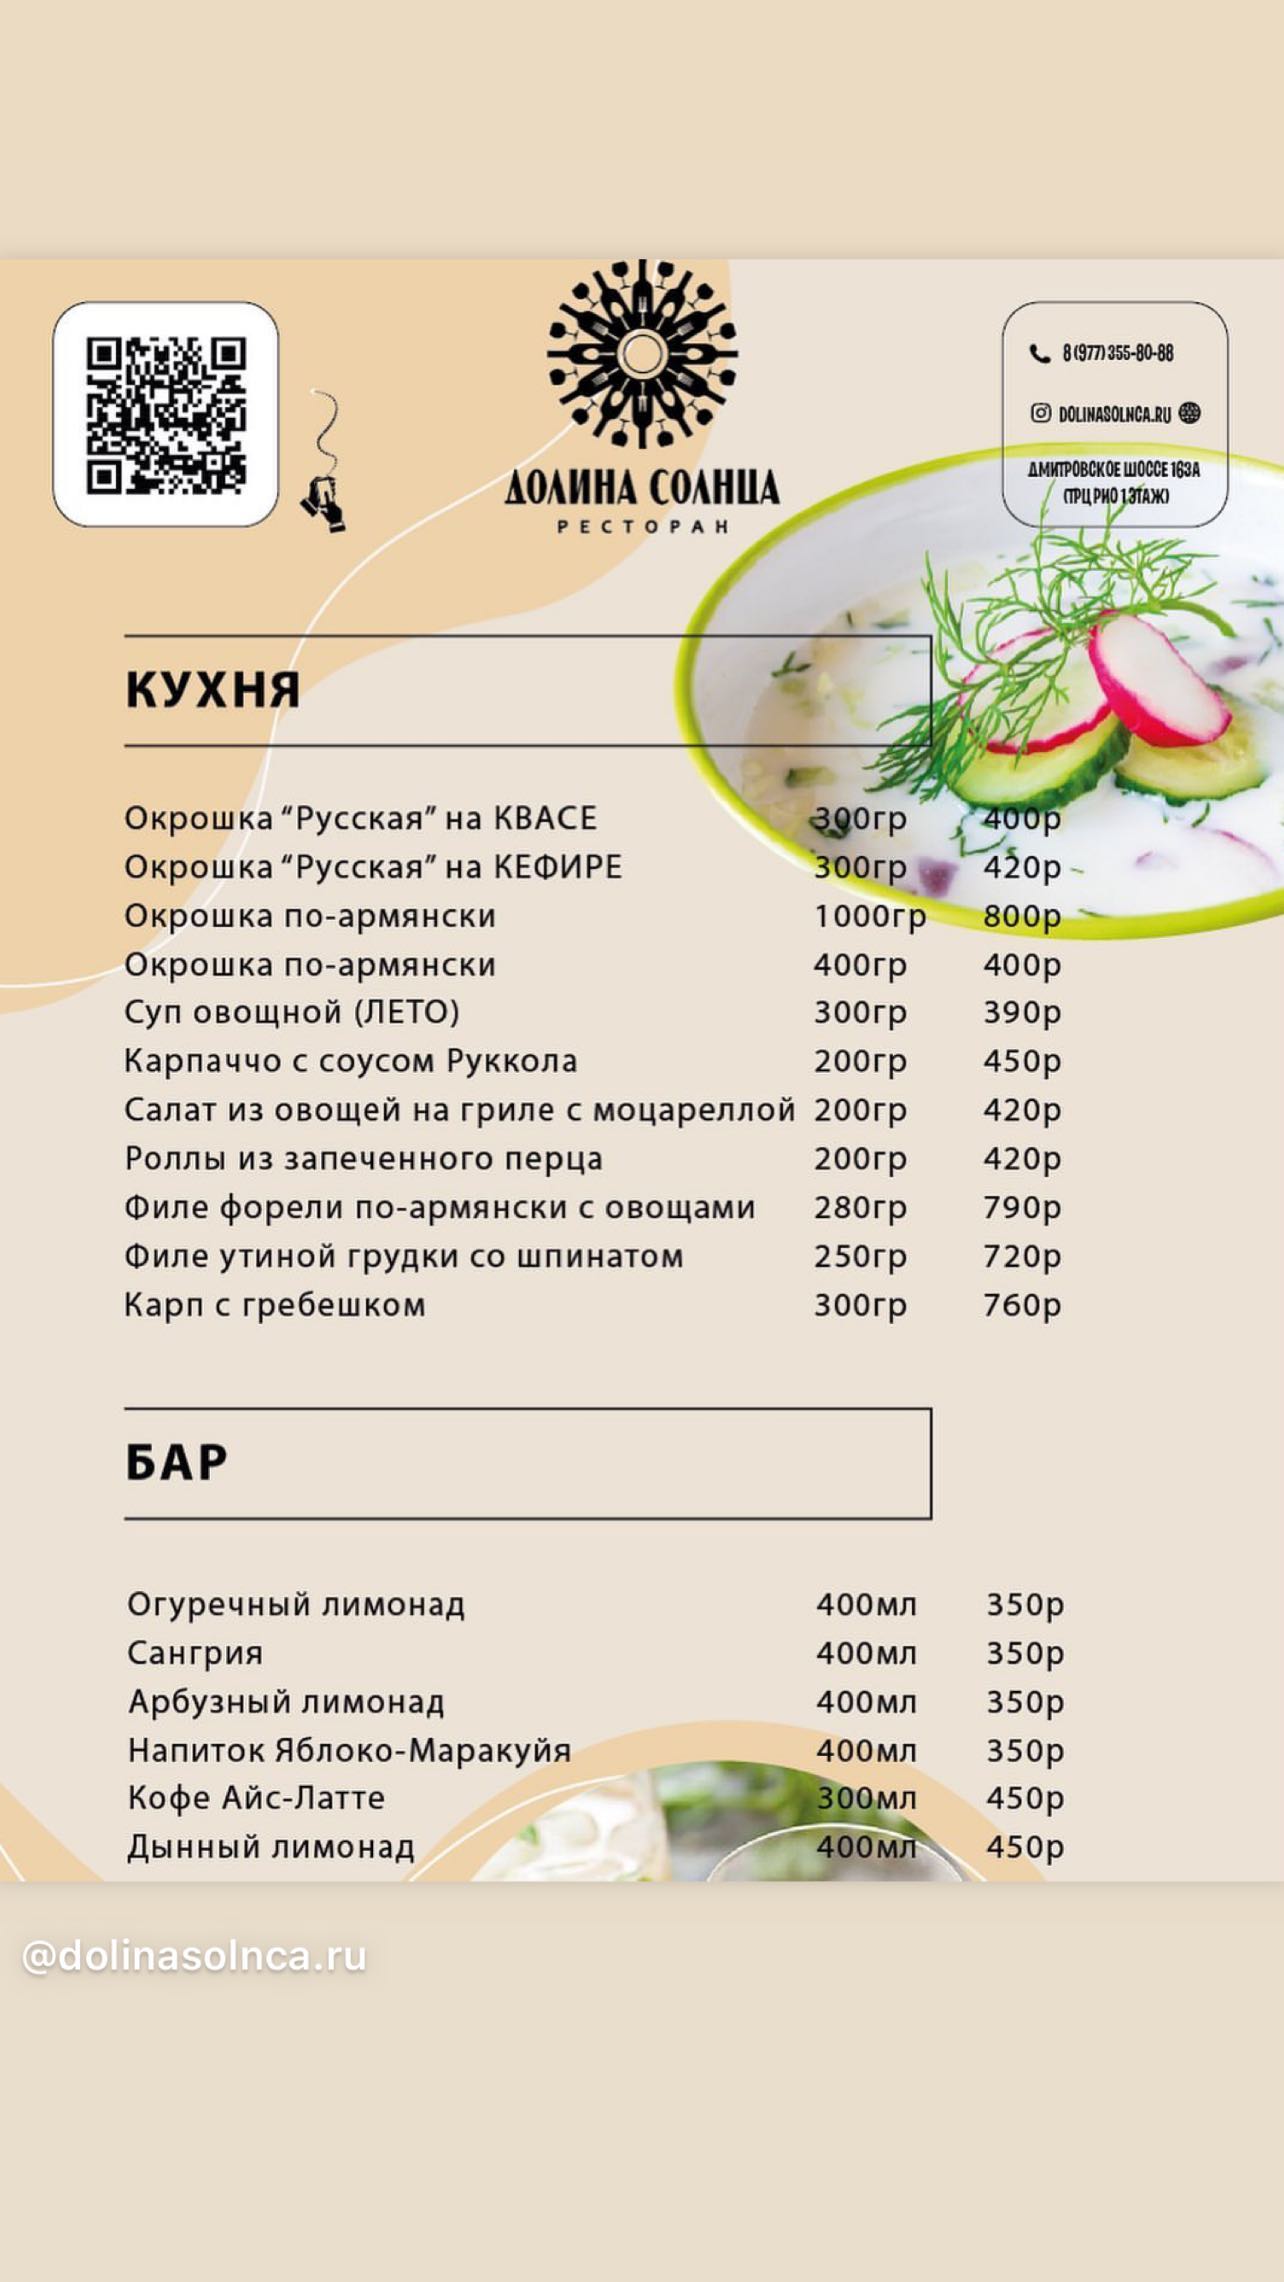 8 (977) 355-80-88
DOLINASOLNCA.RU
ДМИТРОВСКОЕ ШОССЕ 163А
(ТРЦ РИО 1 ЭТАЖ)
ДОЛИНА СОЛНЦА
РЕСТОРАН
КУХНЯ
Окрошка “Русская” на КВАСЕ 300гр 400р
Окрошка “Русская” на КЕФИРЕ 300гр 420р
Окрошка по-армянски 1000гр 800р
Окрошка по-армянски 400гр 400р
Суп овощной (ЛЕТО) 300гр 390р
Карпаччо с соусом Руккола 200гр 450р
Салат из овощей на гриле с моцареллой 200гр 420р
Роллы из запеченного перца 200гр 420р
Филе форели по-армянски с овощами 280гр 790р
Филе утиной грудки со шпинатом 250гр 720р
Карп с гребешком 300гр 760р
БАР
Огуречный лимонад 400мл 350р
Сангрия 400мл 350р
Арбузный лимонад 400мл 350р
Напиток Яблоко-Маракуйя 400мл 350р
Кофе Айс-Латте 300мл 450р
Дынный лимонад 400мл 450р
@dolinasolnca.ru